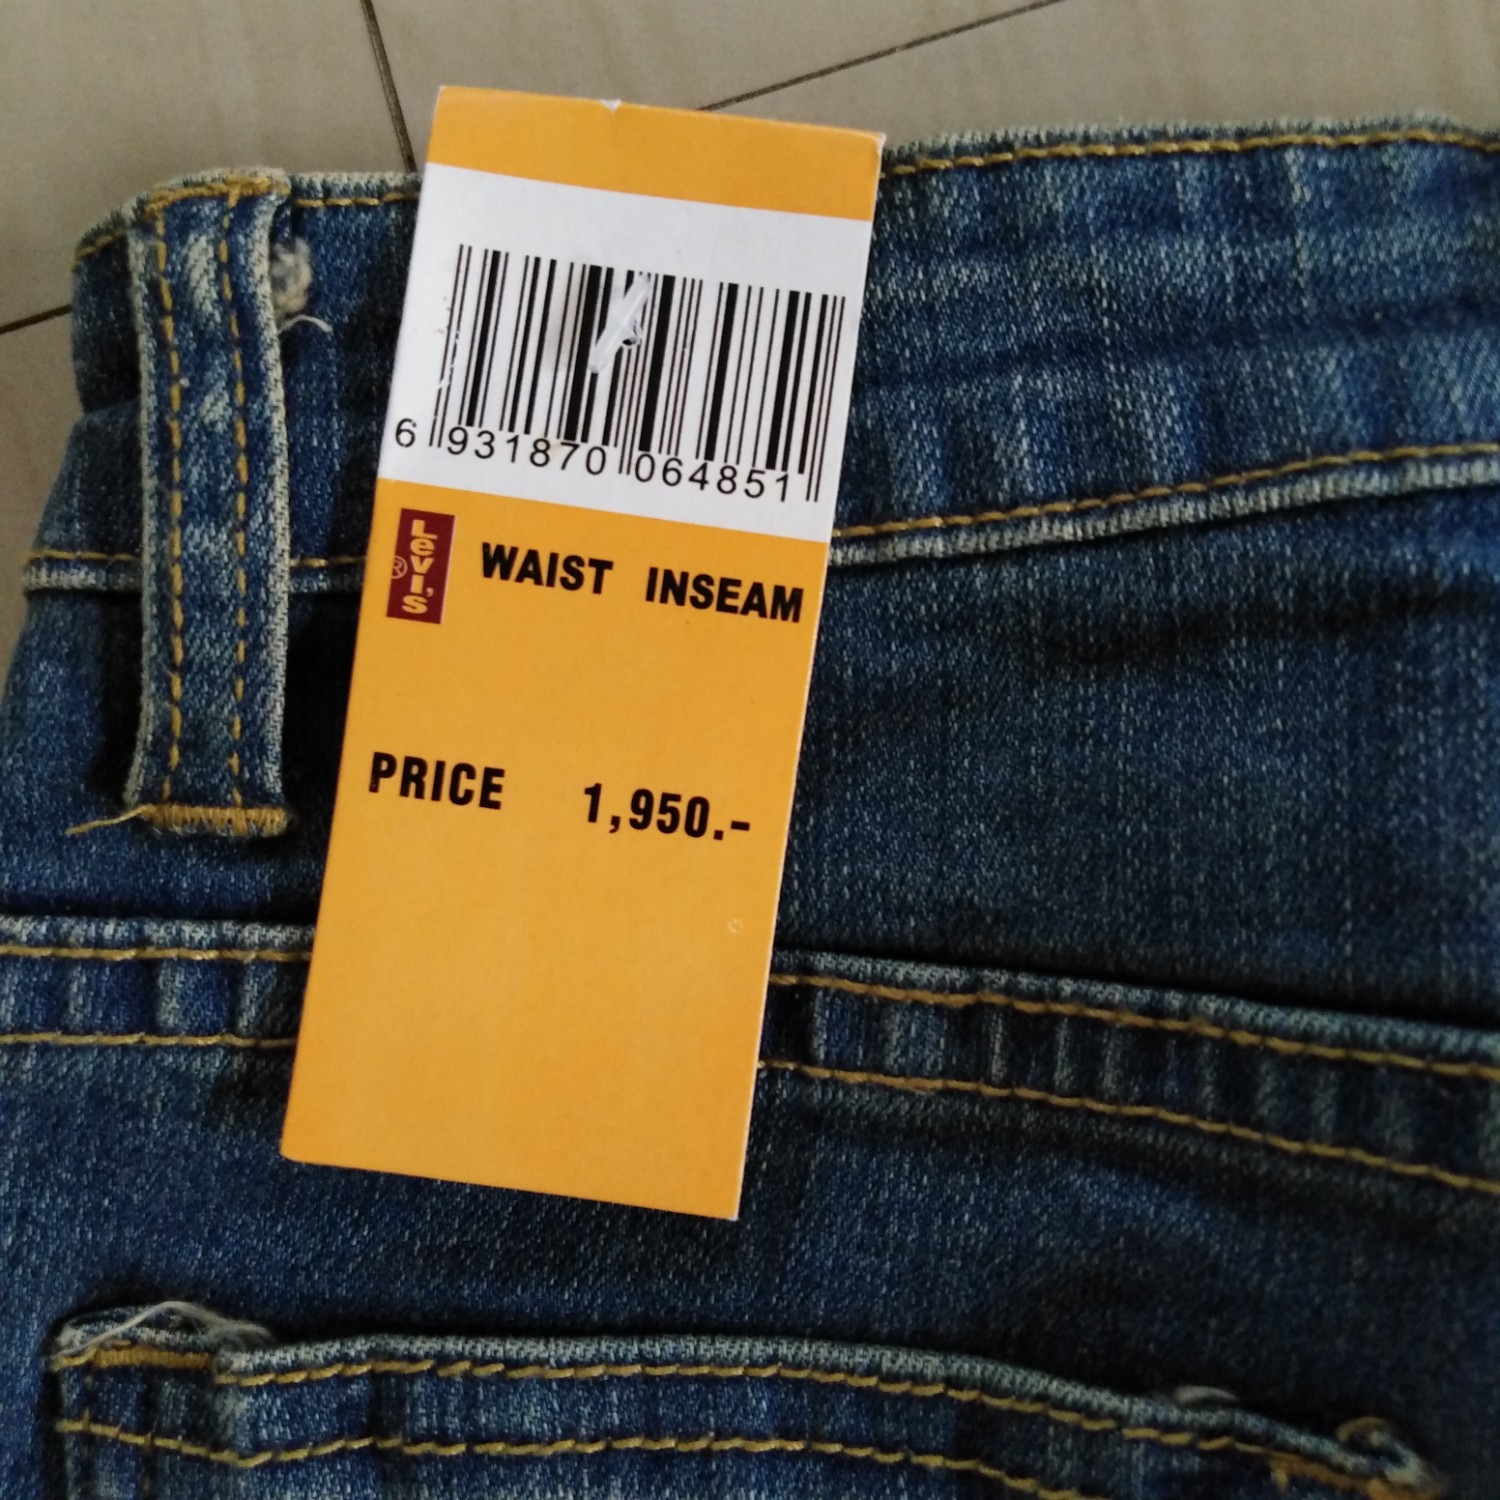 6 931870 064851
Levi's
®
WAIST INSEAM
PRICE 1,950.-